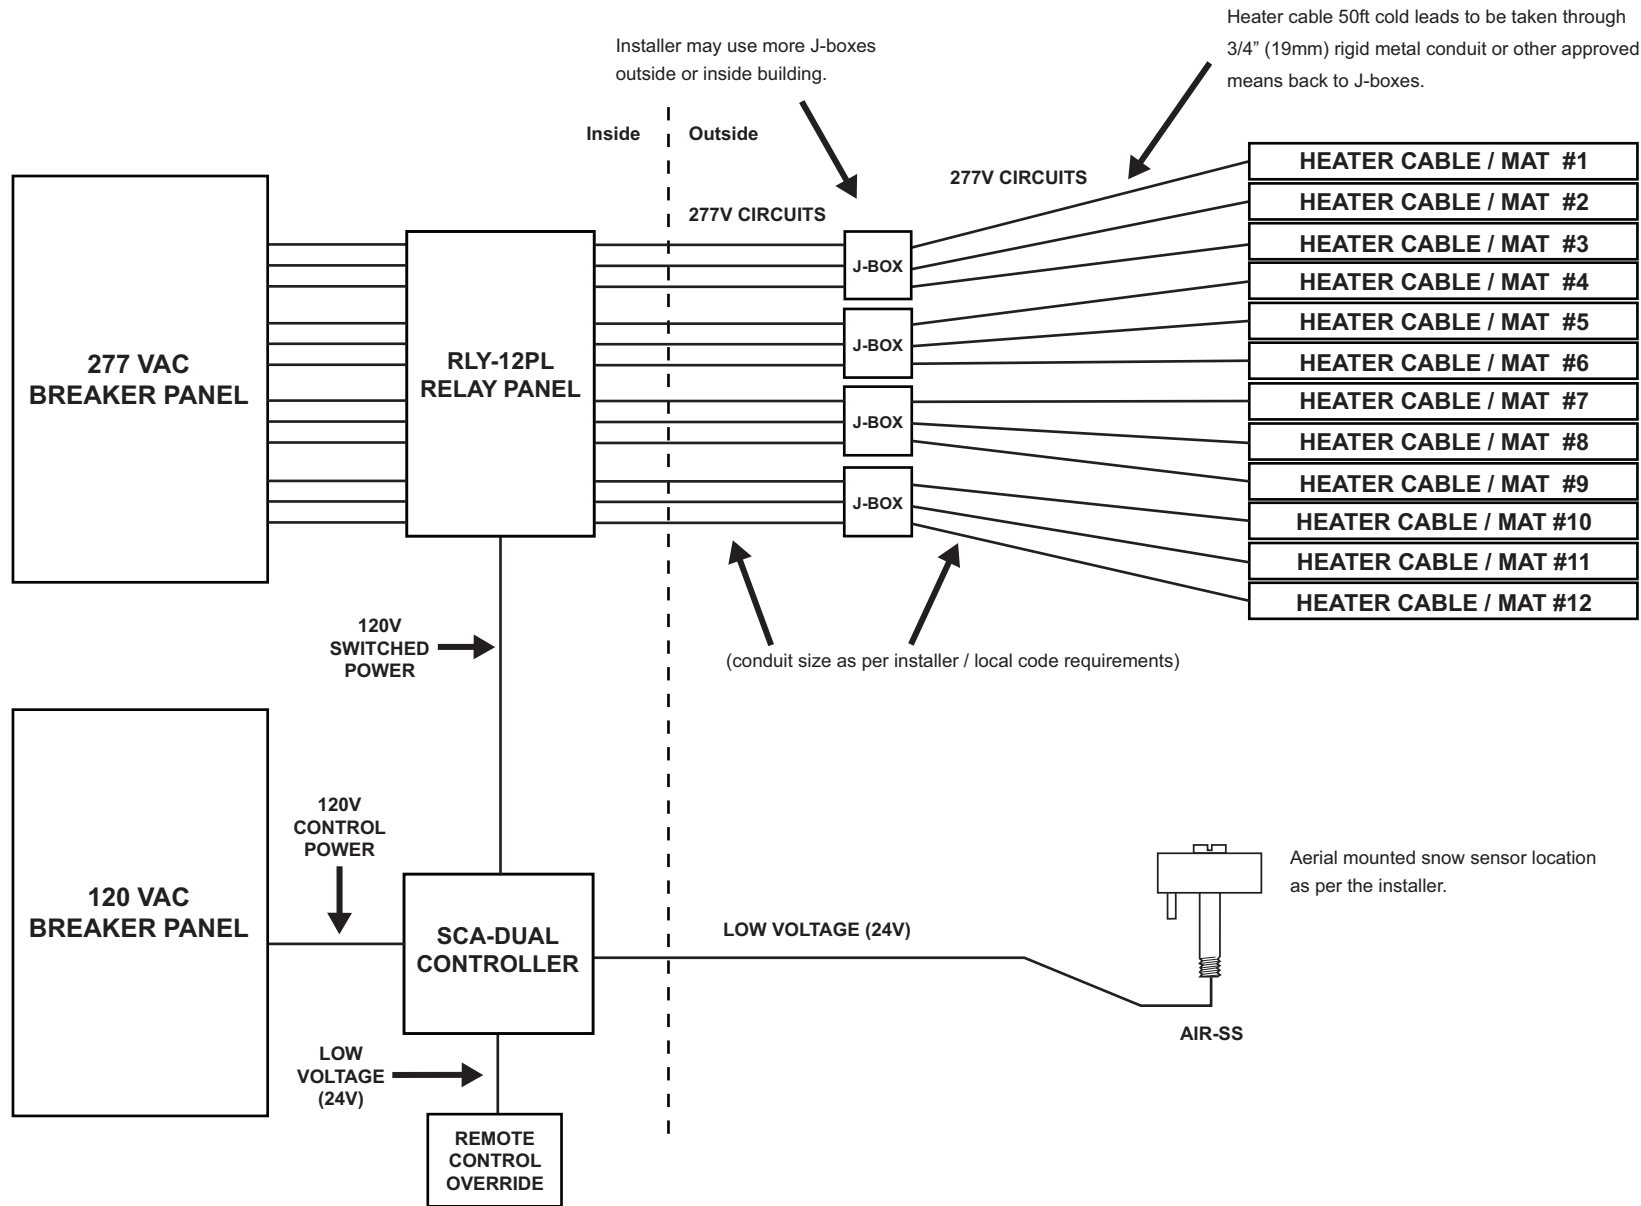 Heater cable 50ft cold leads to be taken through
3/4” (19mm) rigid metal conduit or other approved
means back to J-boxes.
Installer may use more J-boxes
outside or inside building.
Inside
Outside
277V CIRCUITS
277V CIRCUITS
HEATER CABLE / MAT #1
HEATER CABLE / MAT #2
HEATER CABLE / MAT #3
HEATER CABLE / MAT #4
HEATER CABLE / MAT #5
HEATER CABLE / MAT #6
HEATER CABLE / MAT #7
HEATER CABLE / MAT #8
HEATER CABLE / MAT #9
HEATER CABLE / MAT #10
HEATER CABLE / MAT #11
HEATER CABLE / MAT #12
J-BOX
J-BOX
J-BOX
J-BOX
277 VAC
BREAKER PANEL
RLY-12PL
RELAY PANEL
120V
SWITCHED
POWER
(conduit size as per installer / local code requirements)
120V
CONTROL
POWER
120 VAC
BREAKER PANEL
SCA-DUAL
CONTROLLER
LOW VOLTAGE (24V)
Aerial mounted snow sensor location
as per the installer.
AIR-SS
LOW
VOLTAGE
(24V)
REMOTE
CONTROL
OVERRIDE